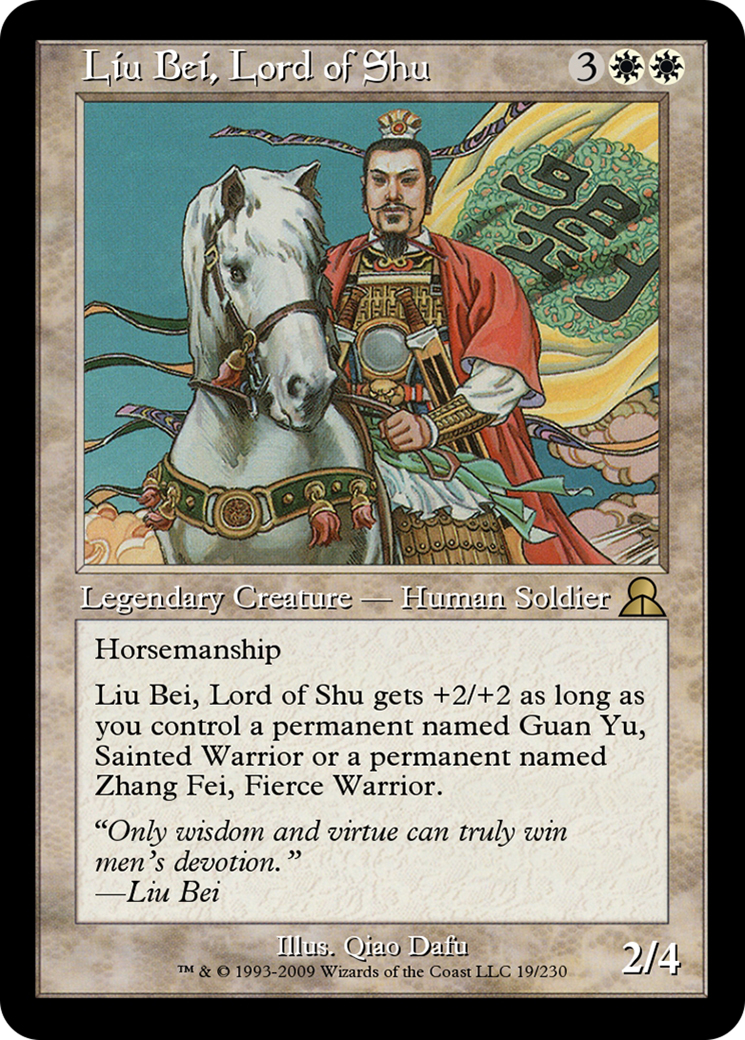 Liu Bei, Lord of Shu 3
Legendary Creature — Human Soldier
Horsemanship
Liu Bei, Lord of Shu gets +2/+2 as long as
you control a permanent named Guan Yu,
Sainted Warrior or a permanent named
Zhang Fei, Fierce Warrior.
“Only wisdom and virtue can truly win
men’s devotion.”
—Liu Bei
Illus. Qiao Dafu
™ & © 1993-2009 Wizards of the Coast LLC 19/230
2/4